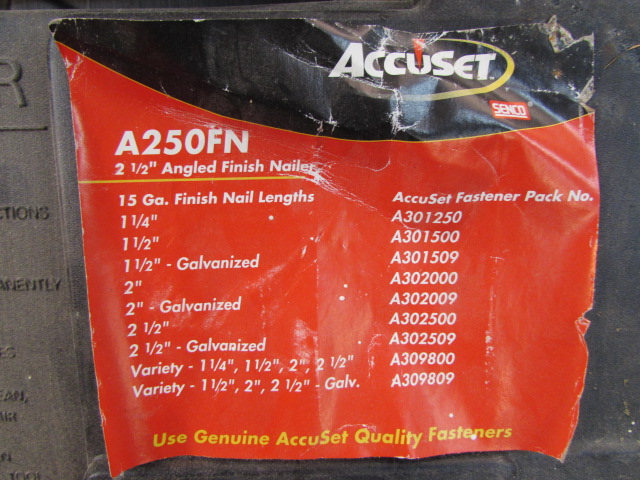 ACCUSET
SENCO
A250FN
2 1/2" Angled Finish Nailer
15 Ga. Finish Nail Lengths AccuSet Fastener Pack No.
1 1/4" A301250
1 1/2" A301500
1 1/2" - Galvanized A301509
2" A302000
2" - Galvanized A302009
2 1/2" A302500
2 1/2" - Galvanized A302509
Variety - 1 1/4", 1 1/2", 2", 2 1/2" A309800
Variety - 1 1/2", 2", 2 1/2" - Galv. A309809
Use Genuine AccuSet Quality Fasteners
R
TOOL